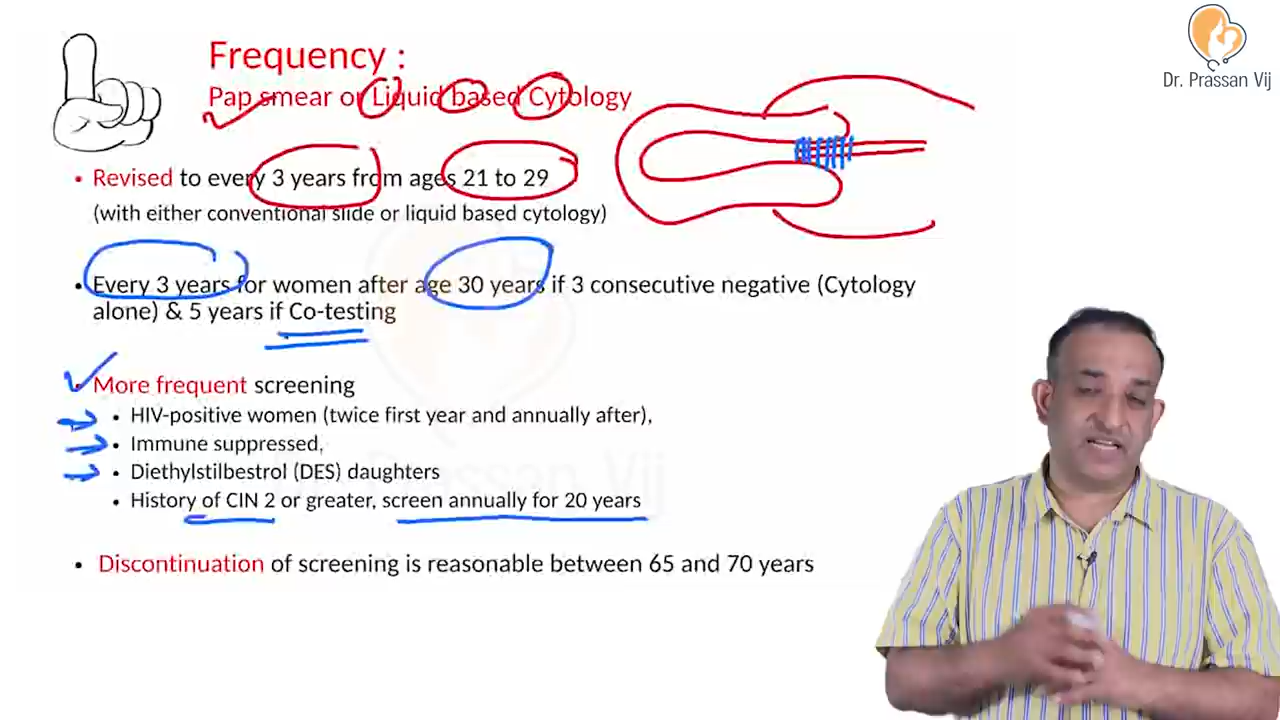 Frequency :
Pap smear or Liquid based Cytology
Dr. Prassan Vij
• Revised to every 3 years from ages 21 to 29
(with either conventional slide or liquid based cytology)
• Every 3 years for women after age 30 years if 3 consecutive negative (Cytology
alone) & 5 years if Co-testing
• More frequent screening
• HIV-positive women (twice first year and annually after),
• Immune suppressed,
• Diethylstilbestrol (DES) daughters
• History of CIN 2 or greater, screen annually for 20 years
• Discontinuation of screening is reasonable between 65 and 70 years
Dr. Prassan Vij